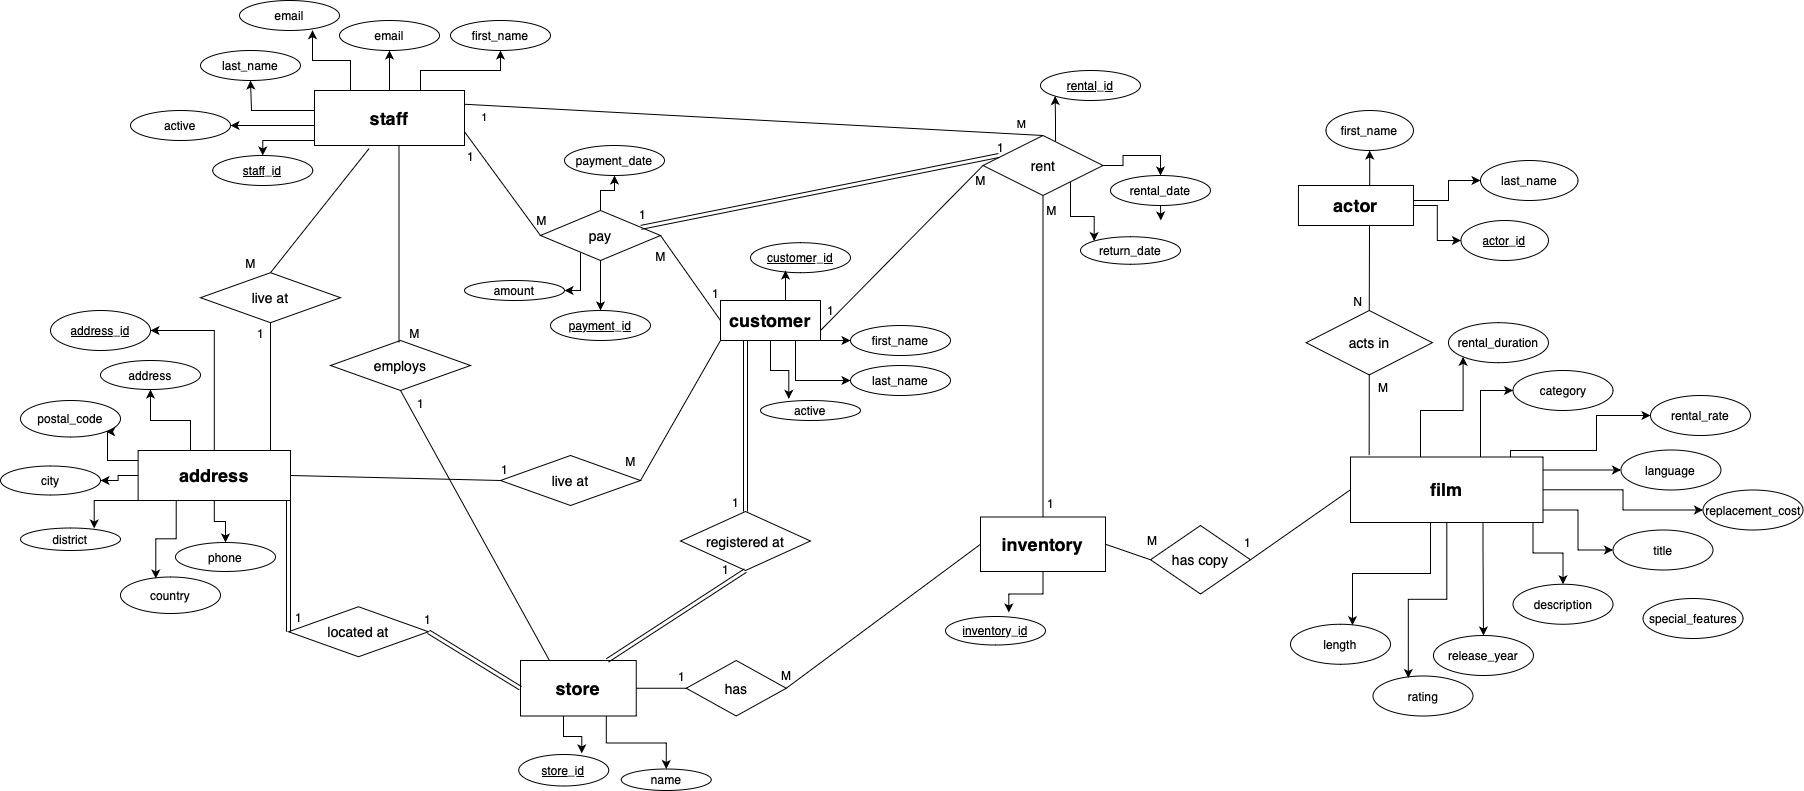 email
email
first_name
last_name
staff
active
staff_id
1
1
M
rental_id
rent
1
M
M
rental_date
return_date
payment_date
1
M
pay
M
amount
payment_id
customer_id
1
1
customer
first_name
last_name
active
actor
first_name
last_name
actor_id
N
acts in
M
M
live at
1
M
employs
1
address_id
address
postal_code
address
city
district
phone
country
1
live at
M
1
registered at
1
1
located at
1
store
store_id
name
1
has
M
1
inventory
inventory_id
M
has copy
1
film
rental_duration
category
rental_rate
language
replacement_cost
title
description
special_features
length
release_year
rating